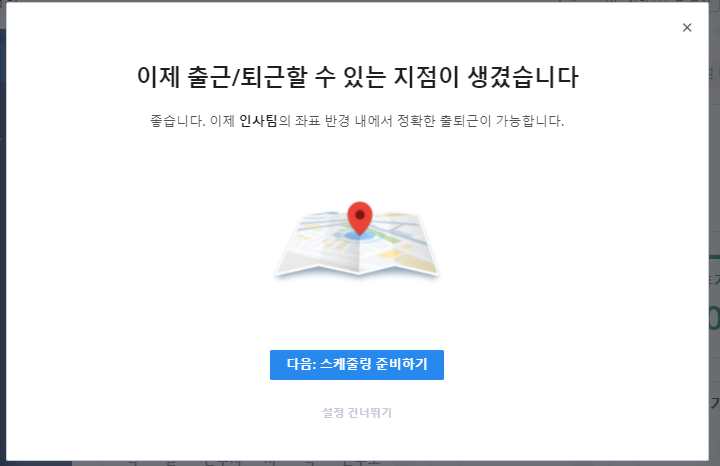 이제 출근/퇴근할 수 있는 지점이 생겼습니다
좋습니다. 이제 인사팀의 좌표 반경 내에서 정확한 출퇴근이 가능합니다.
다음: 스케줄링 준비하기
설정 건너뛰기